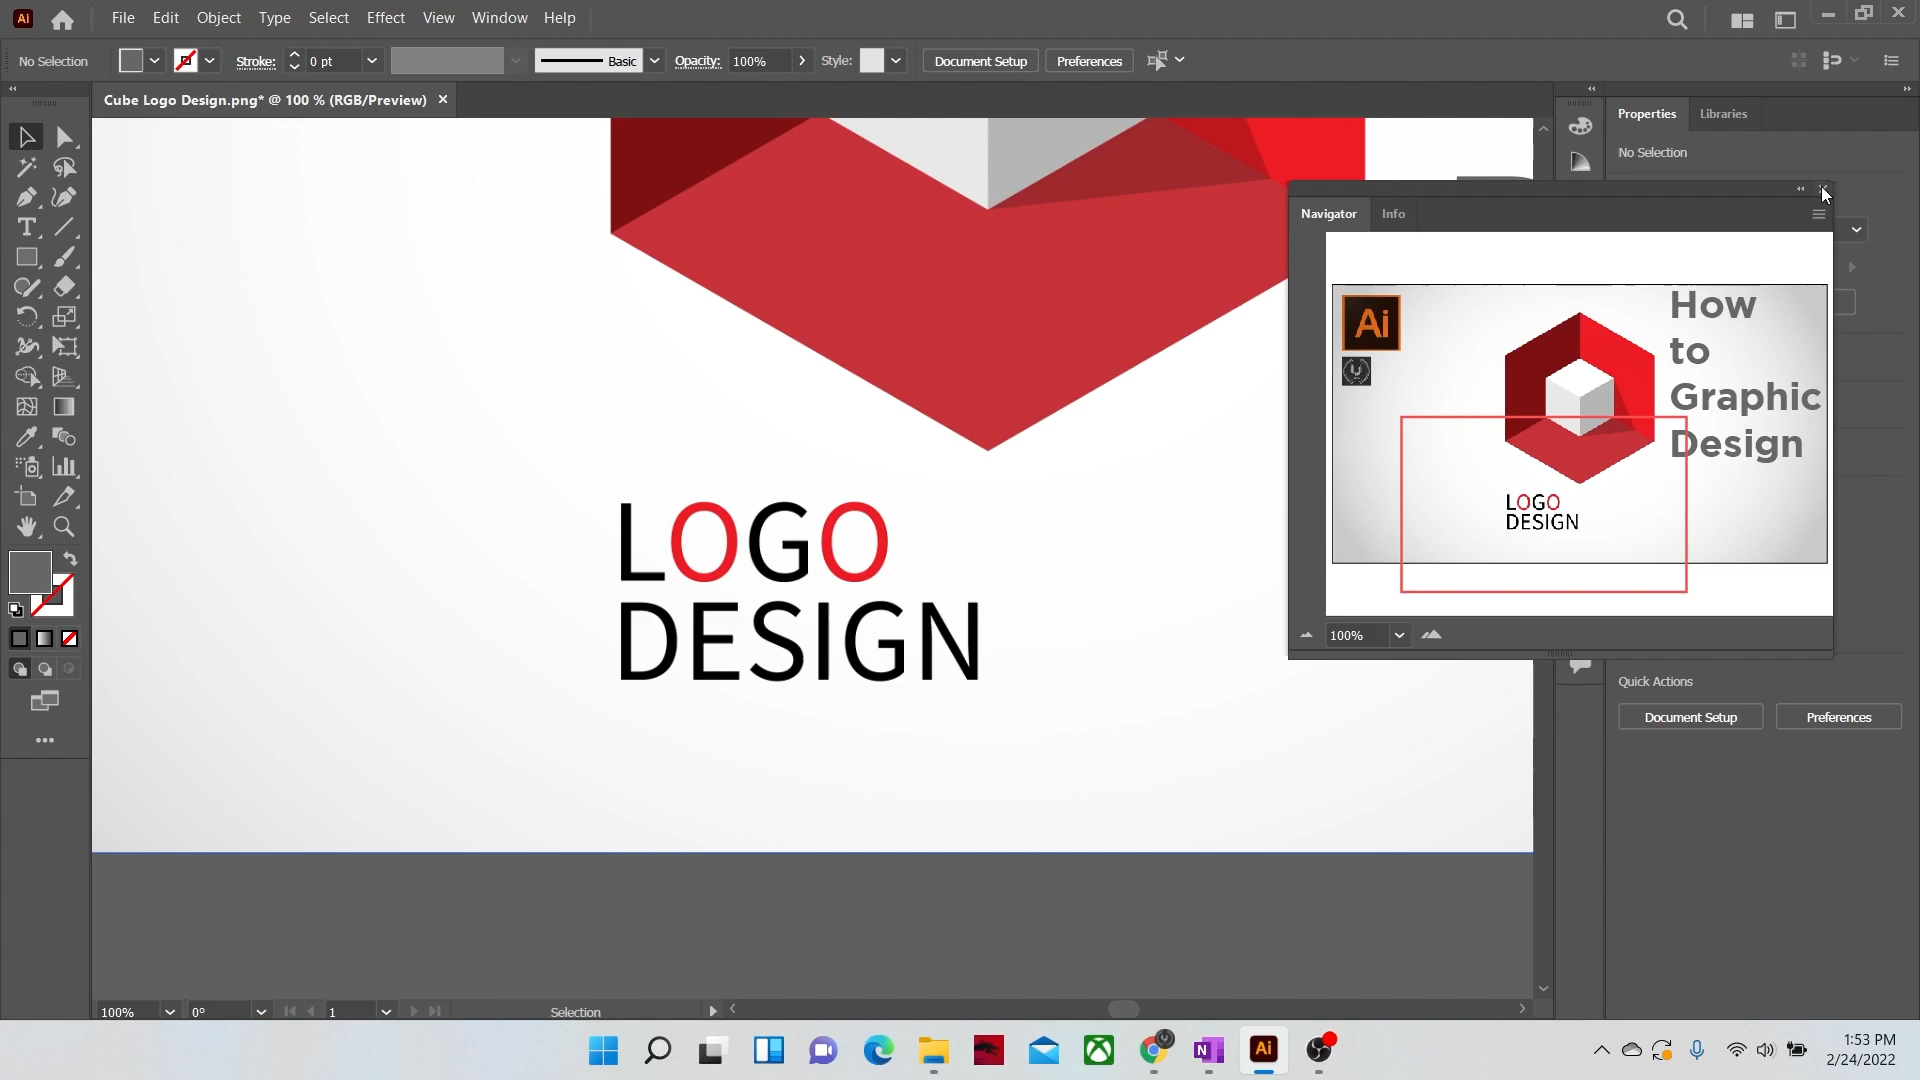 Ai
File Edit Object Type Select Effect View Window Help
No Selection Stroke: 0 pt Basic Opacity: 100% Style: Document Setup Preferences
Cube Logo Design.png* @ 100 % (RGB/Preview) ×
Properties Libraries
No Selection
Navigator Info
Ai
How
to
Graphic
Design
LOGO
DESIGN
100%
LOGO
DESIGN
Quick Actions
Document Setup Preferences
100% 0° 1 Selection
N Ai
1:53 PM
2/24/2022